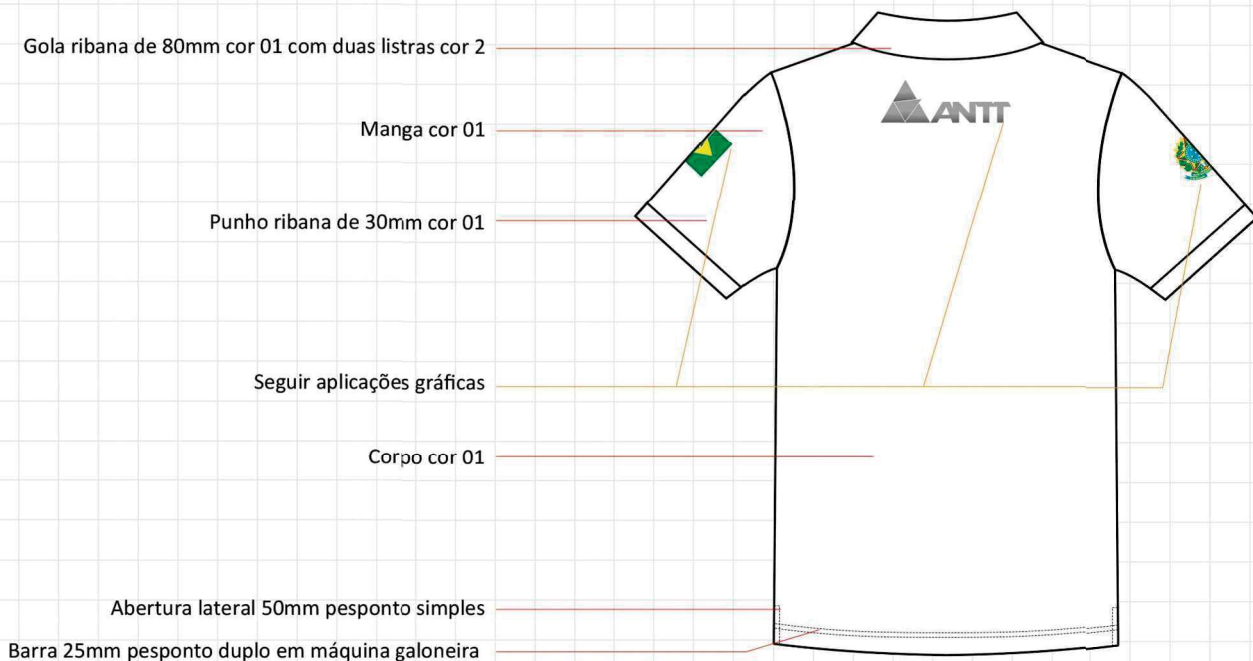 Gola ribana de 80mm cor 01 com duas listras cor 2
ANTT
Manga cor 01
Punho ribana de 30mm cor 01
Seguir aplicações gráficas
Corpo cor 01
Abertura lateral 50mm pesponto simples
Barra 25mm pesponto duplo em máquina galoneira